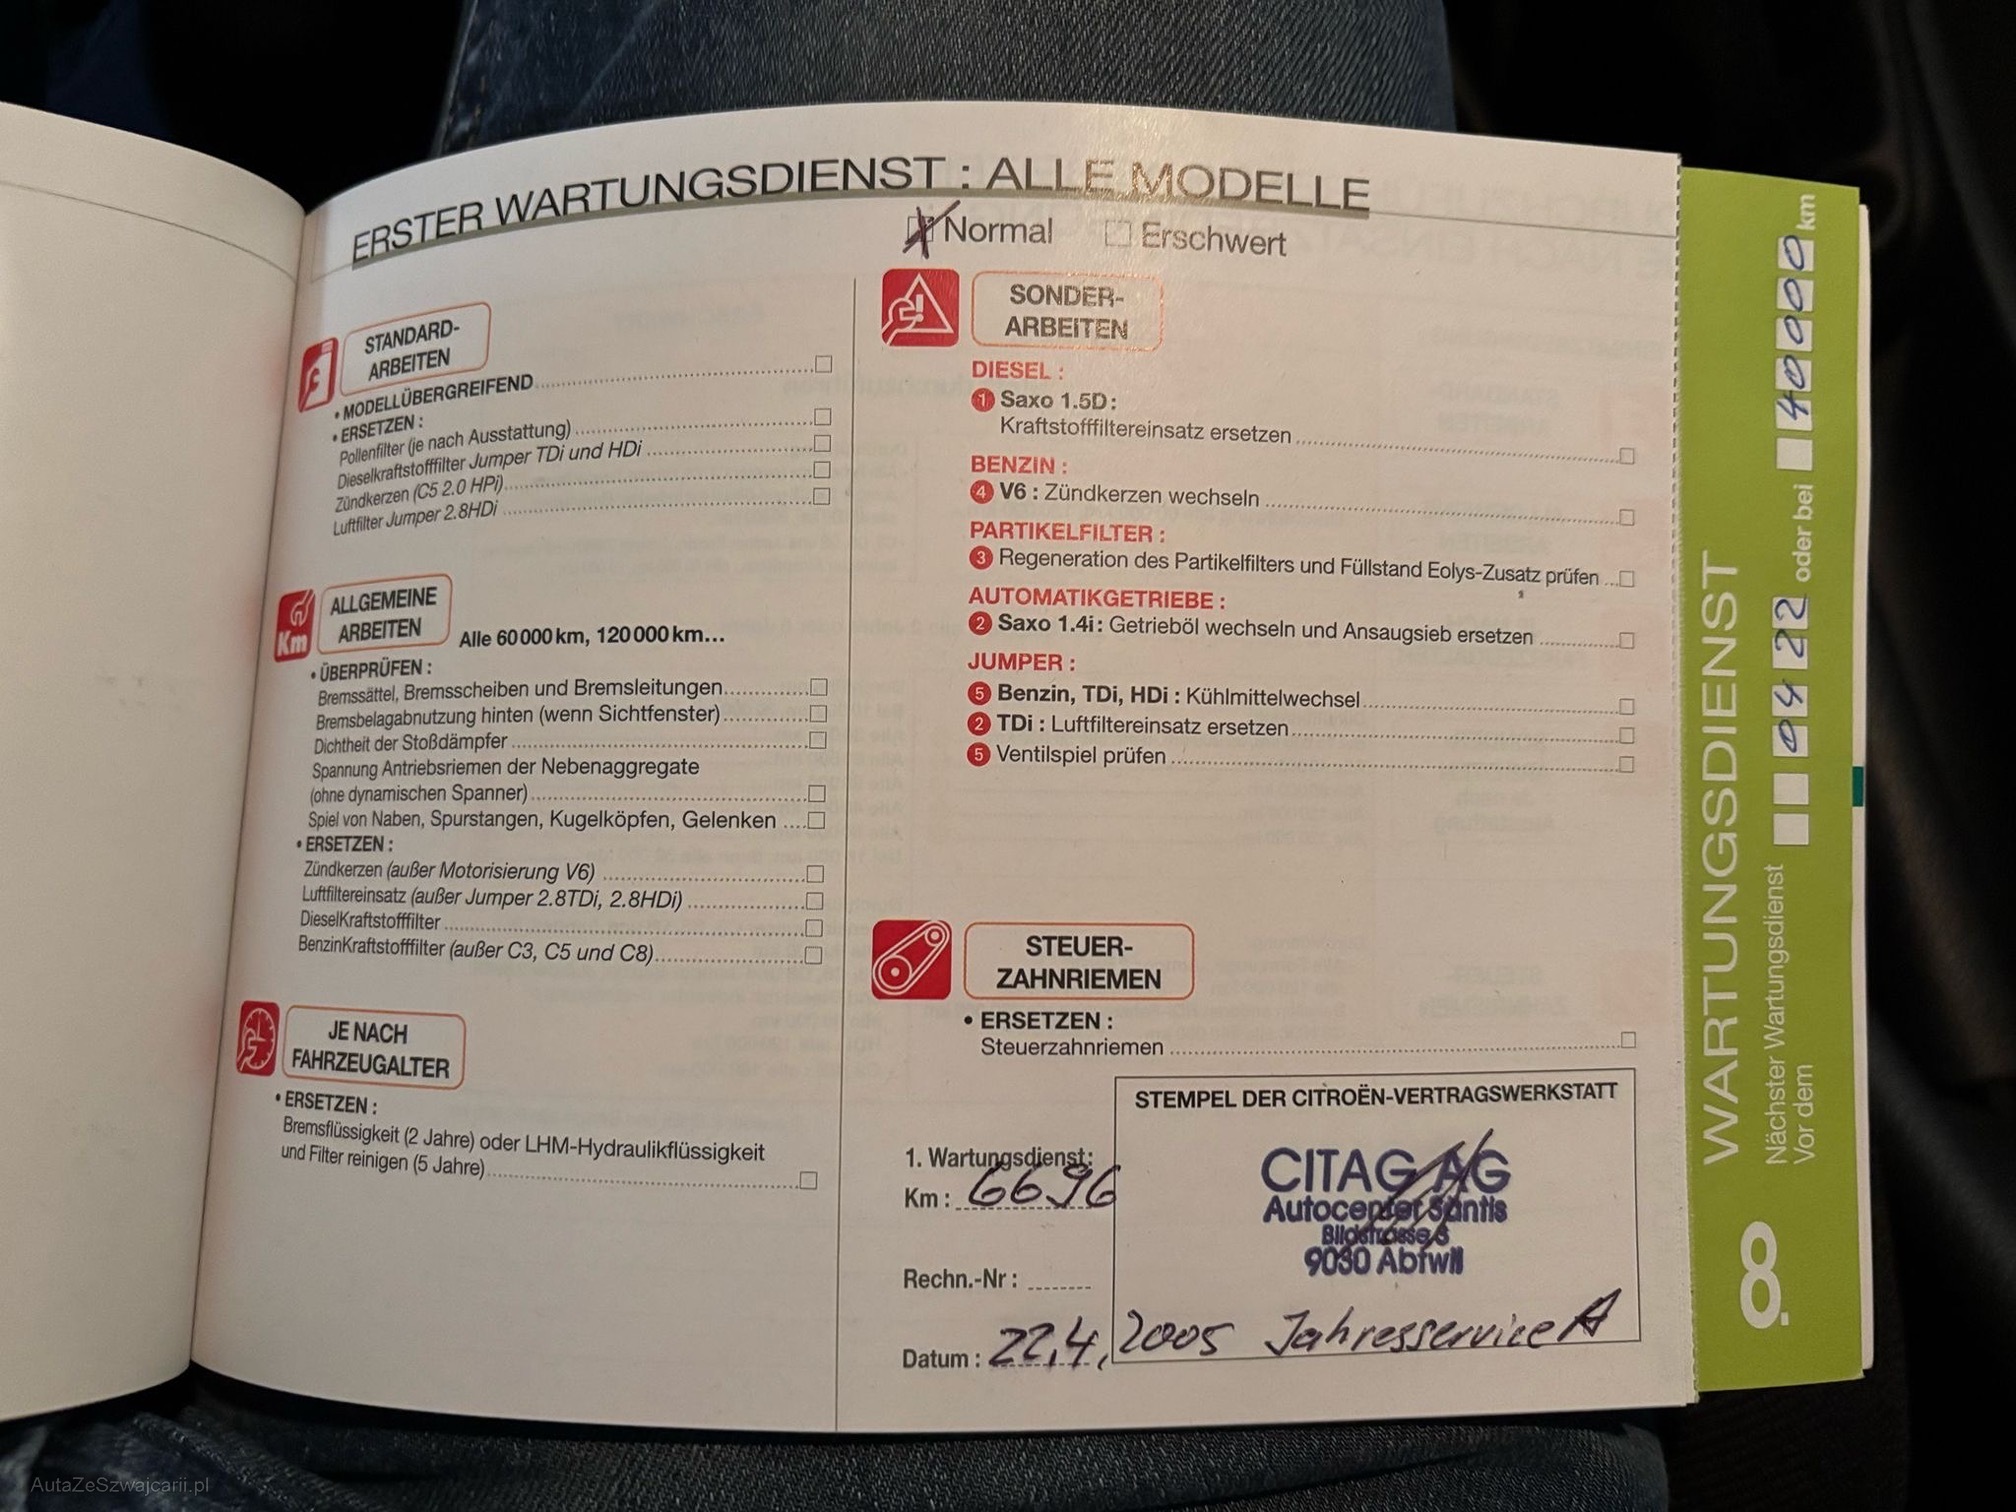 ERSTER WARTUNGSDIENST : ALLE MODELLE
Normal Erschwert
STANDARD-
ARBEITEN
• MODELLÜBERGREIFEND
• ERSETZEN :
Pollenfilter (je nach Ausstattung)
Dieselkraftstofffilter Jumper TDi und HDi
Zündkerzen (C5 2.0 HPi)
Luftfilter Jumper 2.8HDi
Km
ALLGEMEINE
ARBEITEN
Alle 60 000 km, 120 000 km...
• ÜBERPRÜFEN :
Bremssättel, Bremsscheiben und Bremsleitungen
Bremsbelagabnutzung hinten (wenn Sichtfenster)
Dichtheit der Stoßdämpfer
Spannung Antriebsriemen der Nebenaggregate
(ohne dynamischen Spanner)
Spiel von Naben, Spurstangen, Kugelköpfen, Gelenken
• ERSETZEN :
Zündkerzen (außer Motorisierung V6)
Luftfiltereinsatz (außer Jumper 2.8TDi, 2.8HDi)
DieselKraftstofffilter
BenzinKraftstofffilter (außer C3, C5 und C8)
JE NACH
FAHRZEUGALTER
• ERSETZEN :
Bremsflüssigkeit (2 Jahre) oder LHM-Hydraulikflüssigkeit
und Filter reinigen (5 Jahre)
SONDER-
ARBEITEN
DIESEL :
1 Saxo 1.5D :
Kraftstofffiltereinsatz ersetzen
BENZIN :
4 V6 : Zündkerzen wechseln
PARTIKELFILTER :
3 Regeneration des Partikelfilters und Füllstand Eolys-Zusatz prüfen
AUTOMATIKGETRIEBE :
2 Saxo 1.4i : Getrieböl wechseln und Ansaugsieb ersetzen
JUMPER :
5 Benzin, TDi, HDi : Kühlmittelwechsel
2 TDi : Luftfiltereinsatz ersetzen
5 Ventilspiel prüfen
STEUER-
ZAHNRIEMEN
• ERSETZEN :
Steuerzahnriemen
STEMPEL DER CITROËN-VERTRAGSWERKSTATT
CITAG AG
Autocenter Säntis
Bildstrasse 3
9030 Abtwil
1. Wartungsdienst:
Km : 6696
Rechn.-Nr :
Datum : 22.4.2005 Jahresservice A
8
WARTUNGSDIENST
Nächster Wartungsdienst
Vor dem 04 22 oder bei 40000 km
AutaZeSzwajcarii.pl